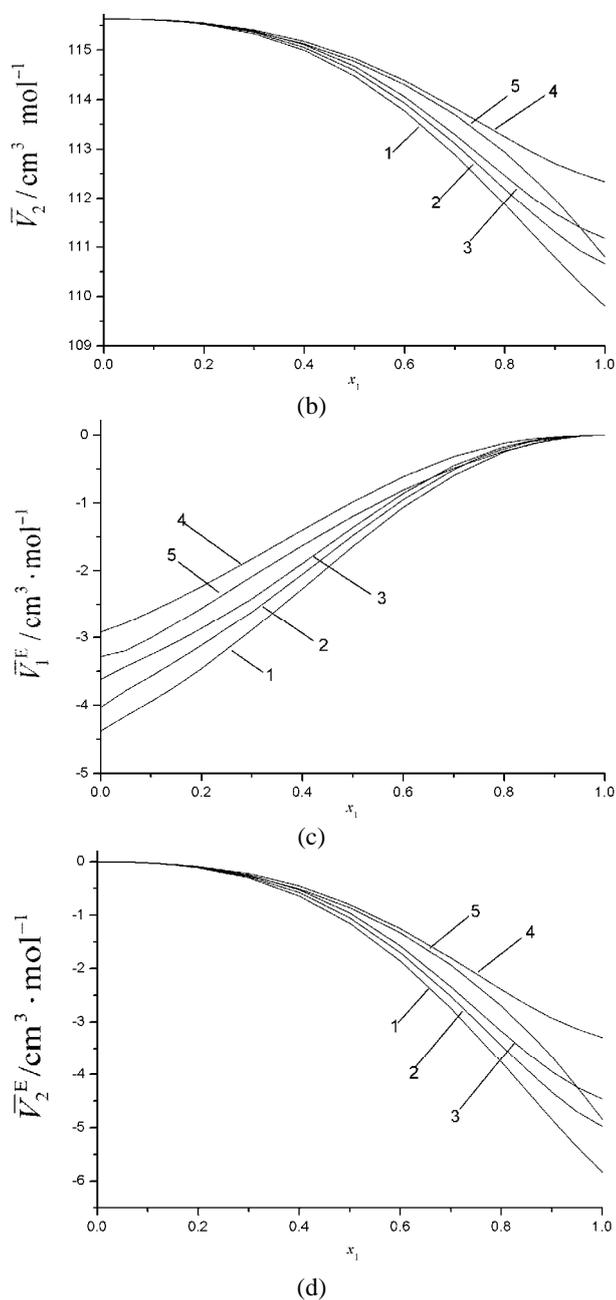 115
114
113
112
111
110
109
V̅₂ /cm³ mol⁻¹
5
4
1
2
3
0.0 0.2 0.4 0.6 0.8 1.0
x₁
(b)
0
-1
-2
-3
-4
-5
V̅₁ᴱ /cm³ · mol⁻¹
4
5
3
2
1
0.0 0.2 0.4 0.6 0.8 1.0
x₁
(c)
0
-1
-2
-3
-4
-5
-6
V̅₂ᴱ /cm³ · mol⁻¹
5
4
1
2
3
0.0 0.2 0.4 0.6 0.8 1.0
x₁
(d)